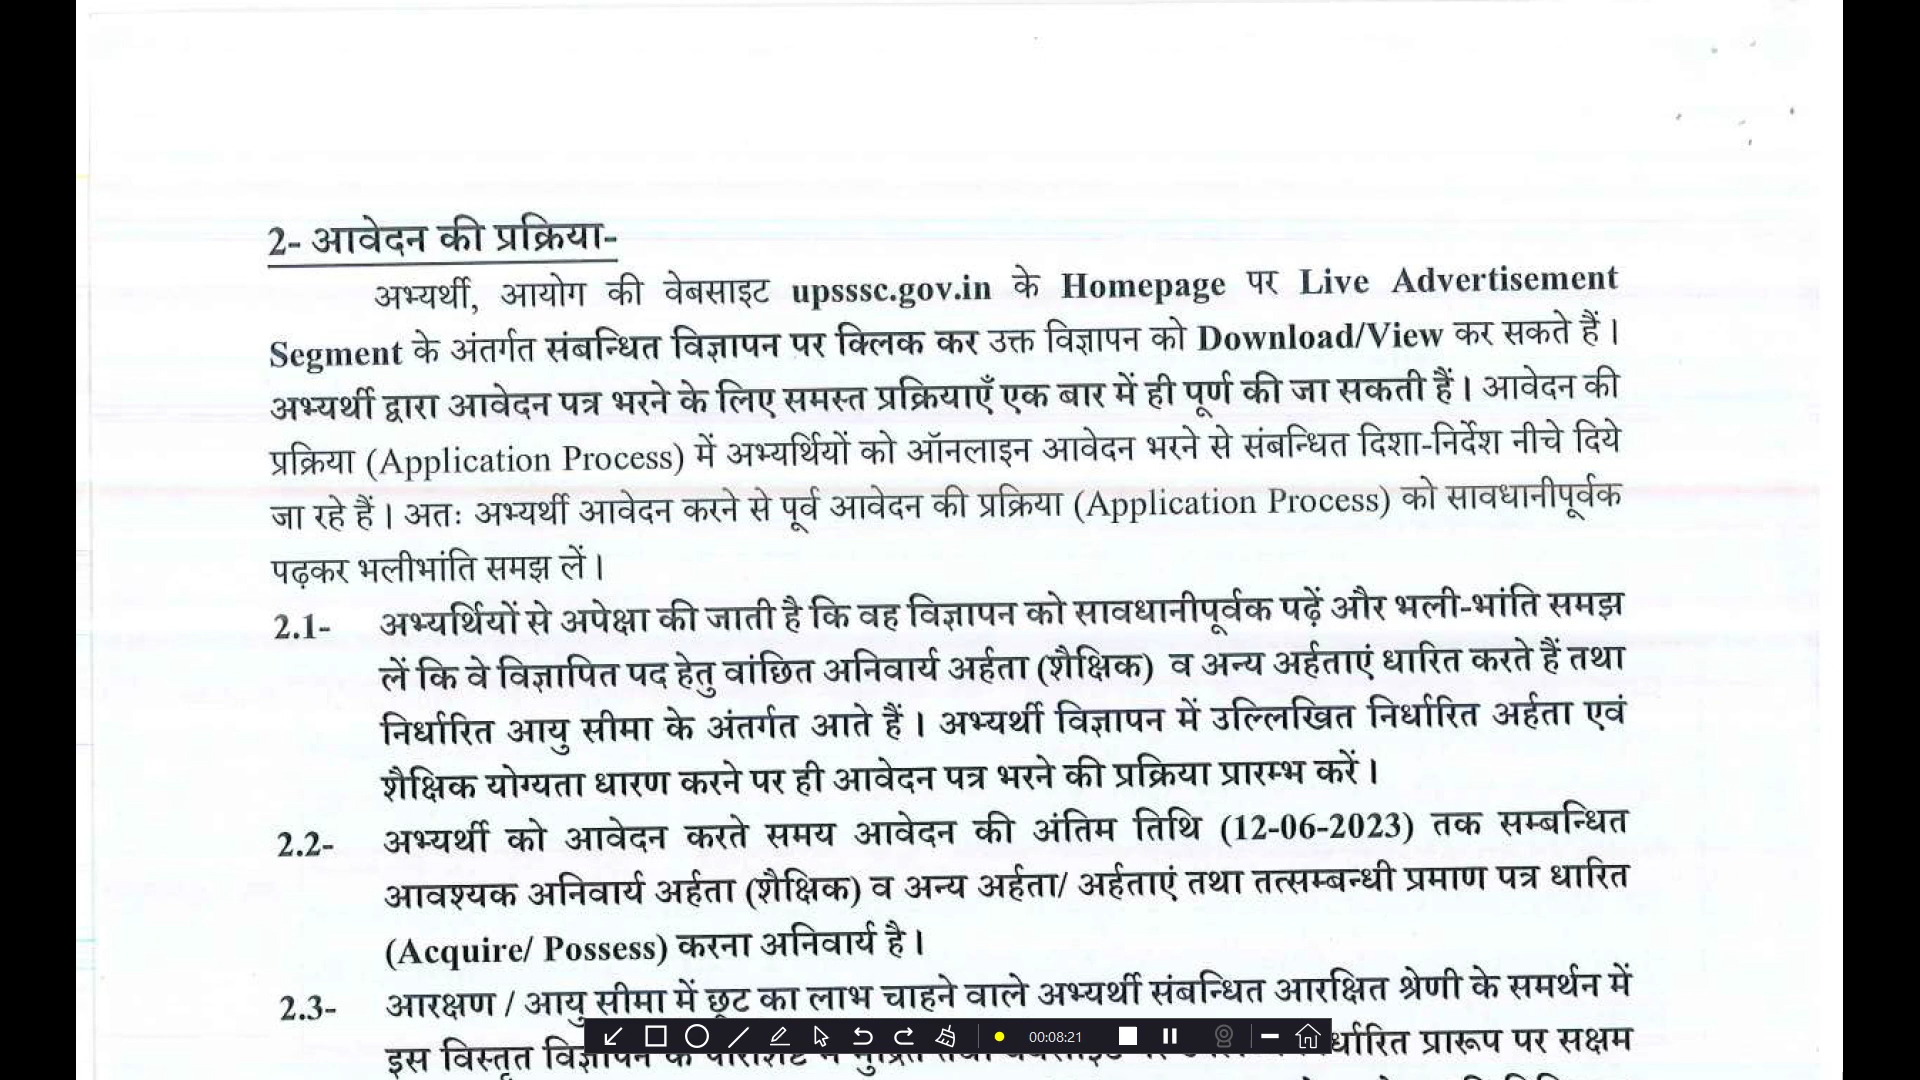 2- आवेदन की प्रक्रिया-
अभ्यर्थी, आयोग की वेबसाइट upsssc.gov.in के Homepage पर Live Advertisement
Segment के अंतर्गत संबन्धित विज्ञापन पर क्लिक कर उक्त विज्ञापन को Download/View कर सकते हैं।
अभ्यर्थी द्वारा आवेदन पत्र भरने के लिए समस्त प्रक्रियाएँ एक बार में ही पूर्ण की जा सकती हैं। आवेदन की
प्रक्रिया (Application Process) में अभ्यर्थियों को ऑनलाइन आवेदन भरने से संबन्धित दिशा-निर्देश नीचे दिये
जा रहे हैं। अतः अभ्यर्थी आवेदन करने से पूर्व आवेदन की प्रक्रिया (Application Process) को सावधानीपूर्वक
पढ़कर भलीभांति समझ लें।
2.1- अभ्यर्थियों से अपेक्षा की जाती है कि वह विज्ञापन को सावधानीपूर्वक पढ़ें और भली-भांति समझ
लें कि वे विज्ञापित पद हेतु वांछित अनिवार्य अर्हता (शैक्षिक) व अन्य अर्हताएं धारित करते हैं तथा
निर्धारित आयु सीमा के अंतर्गत आते हैं। अभ्यर्थी विज्ञापन में उल्लिखित निर्धारित अर्हता एवं
शैक्षिक योग्यता धारण करने पर ही आवेदन पत्र भरने की प्रक्रिया प्रारम्भ करें।
2.2- अभ्यर्थी को आवेदन करते समय आवेदन की अंतिम तिथि (12-06-2023) तक सम्बन्धित
आवश्यक अनिवार्य अर्हता (शैक्षिक) व अन्य अर्हता/ अर्हताएं तथा तत्सम्बन्धी प्रमाण पत्र धारित
(Acquire/ Possess) करना अनिवार्य है।
2.3- आरक्षण / आयु सीमा में छूट का लाभ चाहने वाले अभ्यर्थी संबन्धित आरक्षित श्रेणी के समर्थन में
इस विस्तृत प्रारूप पर सक्षम
00:08:21